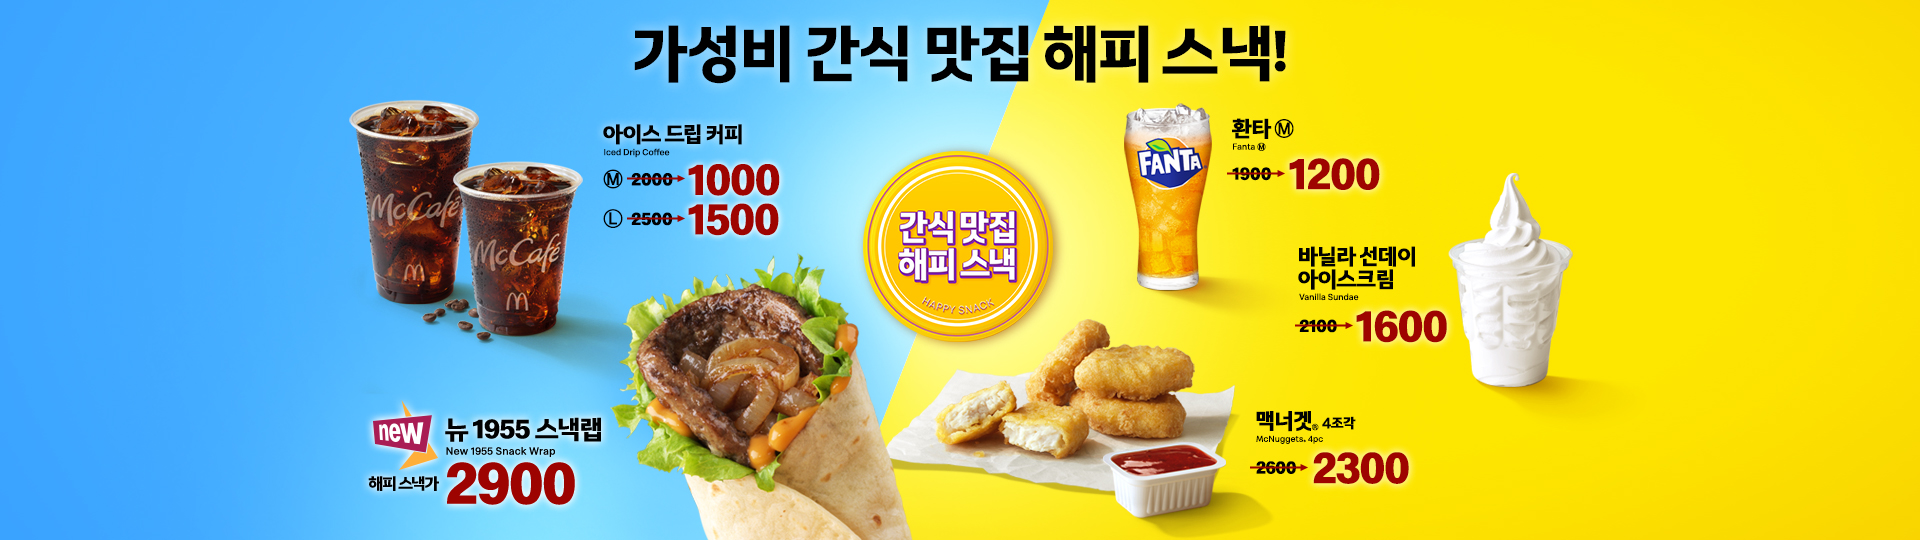 가성비 간식 맛집 해피 스낵!
McCafé
McCafé
아이스 드립 커피
Iced Drip Coffee
Ⓜ 2000 → 1000
Ⓛ 2500 → 1500
new 뉴 1955 스낵랩
New 1955 Snack Wrap
해피 스낵가 2900
간식 맛집
해피 스낵
HAPPY SNACK
FANTA
환타 Ⓜ
Fanta Ⓜ
1900 → 1200
바닐라 선데이
아이스크림
Vanilla Sundae
2100 → 1600
맥너겟® 4조각
McNuggets® 4pc
2600 → 2300